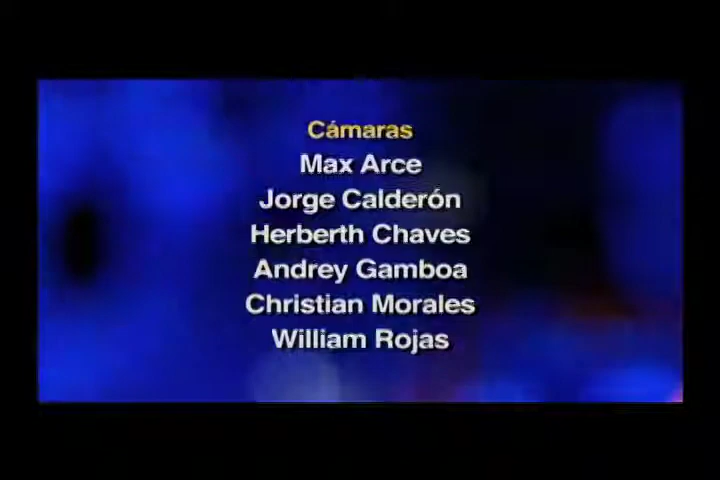 Cámaras
Max Arce
Jorge Calderón
Herberth Chaves
Andrey Gamboa
Christian Morales
William Rojas